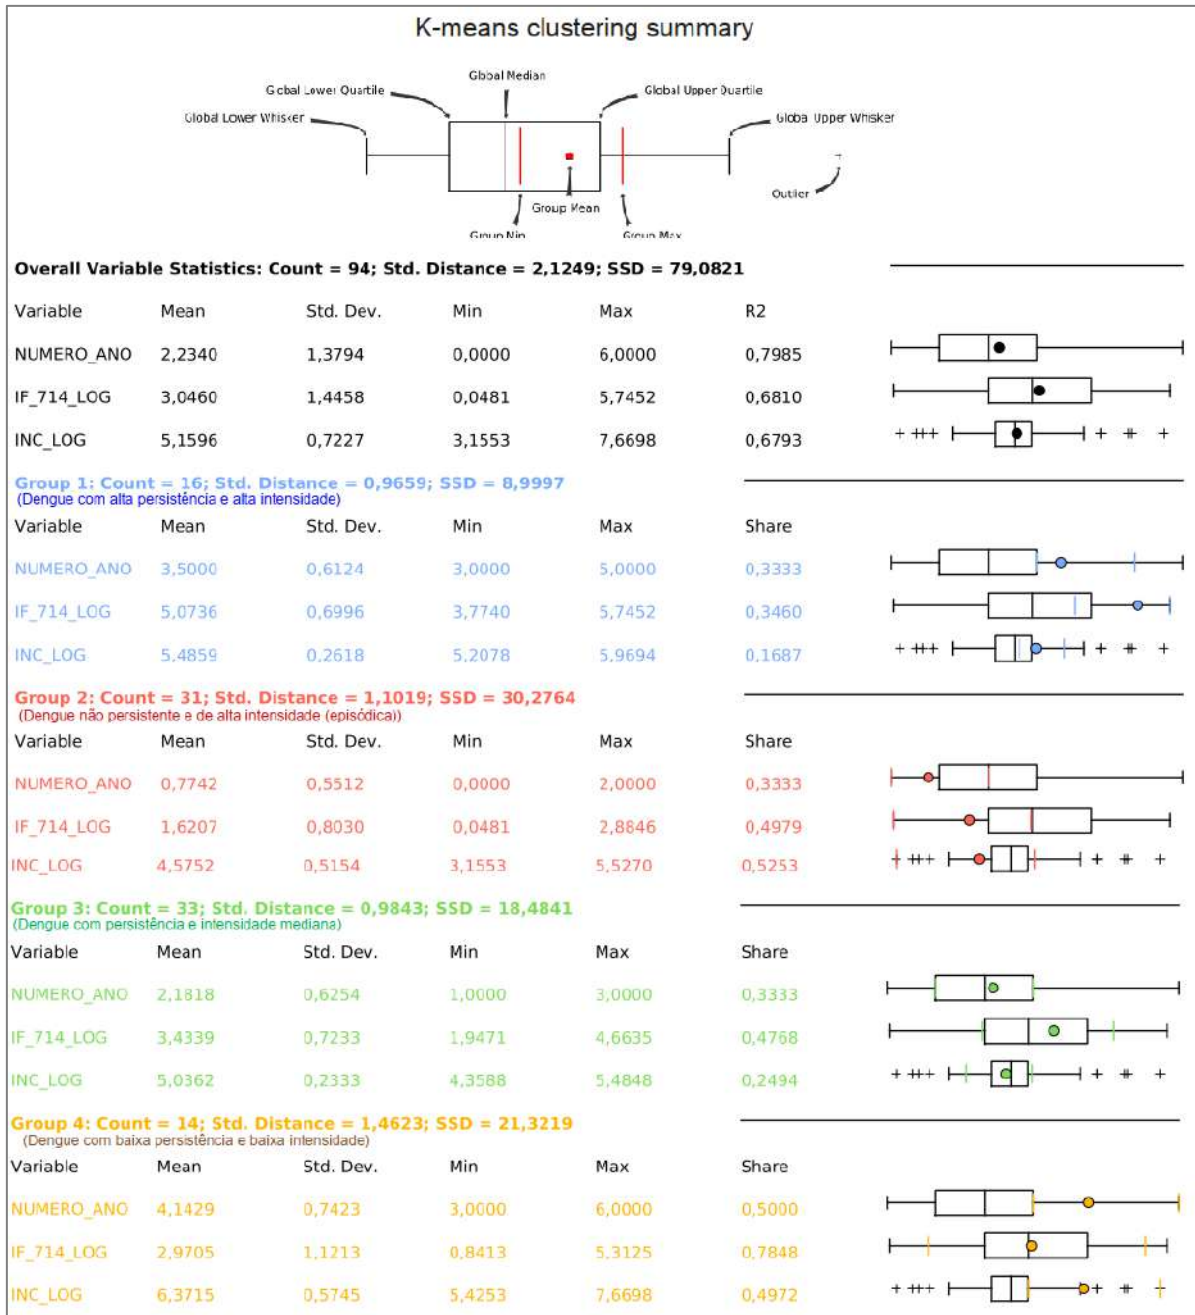 K-means clustering summary
Global Median
Global Lower Quartile
Global Upper Quartile
Global Lower Whisker
Global Upper Whisker
Outlier
Group Mean
Group Min
Group Max
Overall Variable Statistics: Count = 94; Std. Distance = 2,1249; SSD = 79,0821
Variable Mean Std. Dev. Min Max R2
NUMERO_ANO 2,2340 1,3794 0,0000 6,0000 0,7985
IF_714_LOG 3,0460 1,4458 0,0481 5,7452 0,6810
INC_LOG 5,1596 0,7227 3,1553 7,6698 0,6793
Group 1: Count = 16; Std. Distance = 0,9659; SSD = 8,9997
(Dengue com alta persistência e alta intensidade)
Variable Mean Std. Dev. Min Max Share
NUMERO_ANO 3,5000 0,6124 3,0000 5,0000 0,3333
IF_714_LOG 5,0736 0,6996 3,7740 5,7452 0,3460
INC_LOG 5,4859 0,2618 5,2078 5,9694 0,1687
Group 2: Count = 31; Std. Distance = 1,1019; SSD = 30,2764
(Dengue não persistente e de alta intensidade (episódica))
Variable Mean Std. Dev. Min Max Share
NUMERO_ANO 0,7742 0,5512 0,0000 2,0000 0,3333
IF_714_LOG 1,6207 0,8030 0,0481 2,8846 0,4979
INC_LOG 4,5752 0,5154 3,1553 5,5270 0,5253
Group 3: Count = 33; Std. Distance = 0,9843; SSD = 18,4841
(Dengue com persistência e intensidade mediana)
Variable Mean Std. Dev. Min Max Share
NUMERO_ANO 2,1818 0,6254 1,0000 3,0000 0,3333
IF_714_LOG 3,4339 0,7233 1,9471 4,6635 0,4768
INC_LOG 5,0362 0,2333 4,3588 5,4848 0,2494
Group 4: Count = 14; Std. Distance = 1,4623; SSD = 21,3219
(Dengue com baixa persistência e baixa intensidade)
Variable Mean Std. Dev. Min Max Share
NUMERO_ANO 4,1429 0,7423 3,0000 6,0000 0,5000
IF_714_LOG 2,9705 1,1213 0,8413 5,3125 0,7848
INC_LOG 6,3715 0,5745 5,4253 7,6698 0,4972